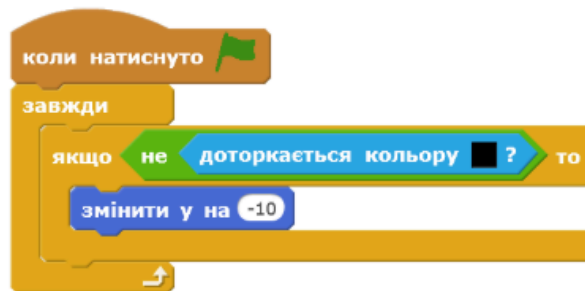 коли натиснуто
завжди
якщо не доторкається кольору ? то
змінити y на -10